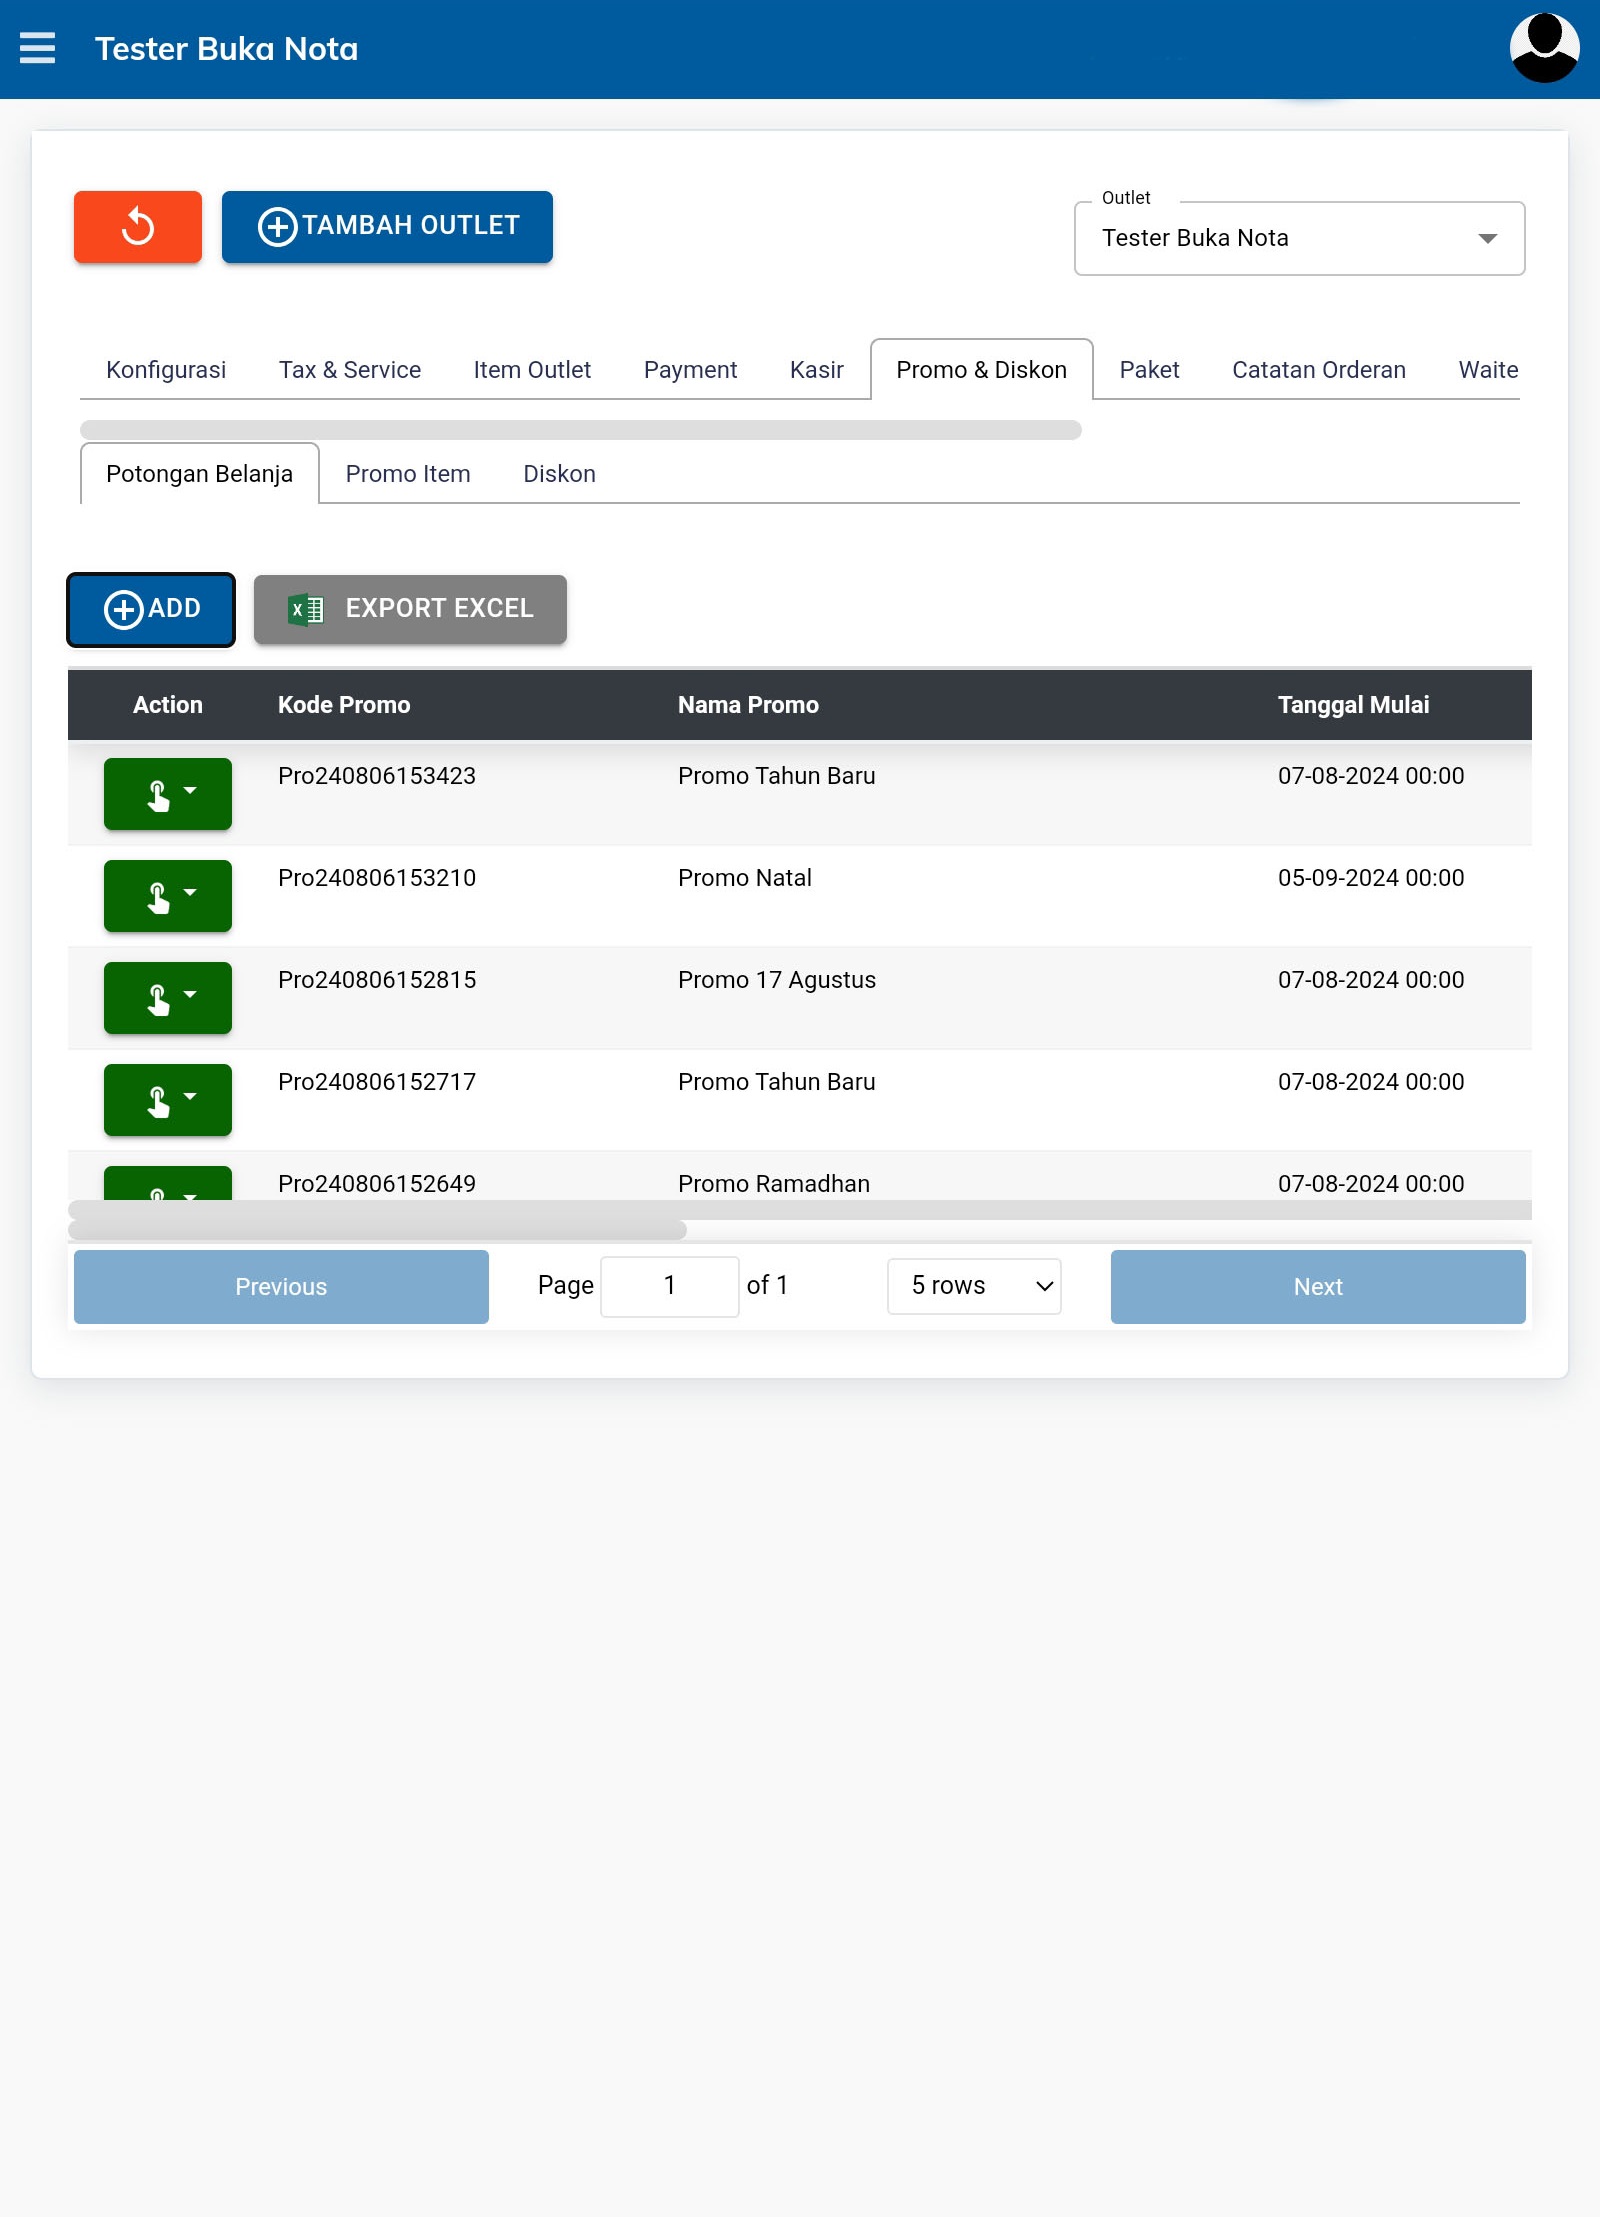 Tester Buka Nota
TAMBAH OUTLET
Outlet
Tester Buka Nota
Konfigurasi Tax & Service Item Outlet Payment Kasir Promo & Diskon Paket Catatan Orderan Waite
Potongan Belanja Promo Item Diskon
ADD X EXPORT EXCEL
Action Kode Promo Nama Promo Tanggal Mulai
Pro240806153423 Promo Tahun Baru 07-08-2024 00:00
Pro240806153210 Promo Natal 05-09-2024 00:00
Pro240806152815 Promo 17 Agustus 07-08-2024 00:00
Pro240806152717 Promo Tahun Baru 07-08-2024 00:00
Pro240806152649 Promo Ramadhan 07-08-2024 00:00
Previous Page 1 of 1 5 rows Next